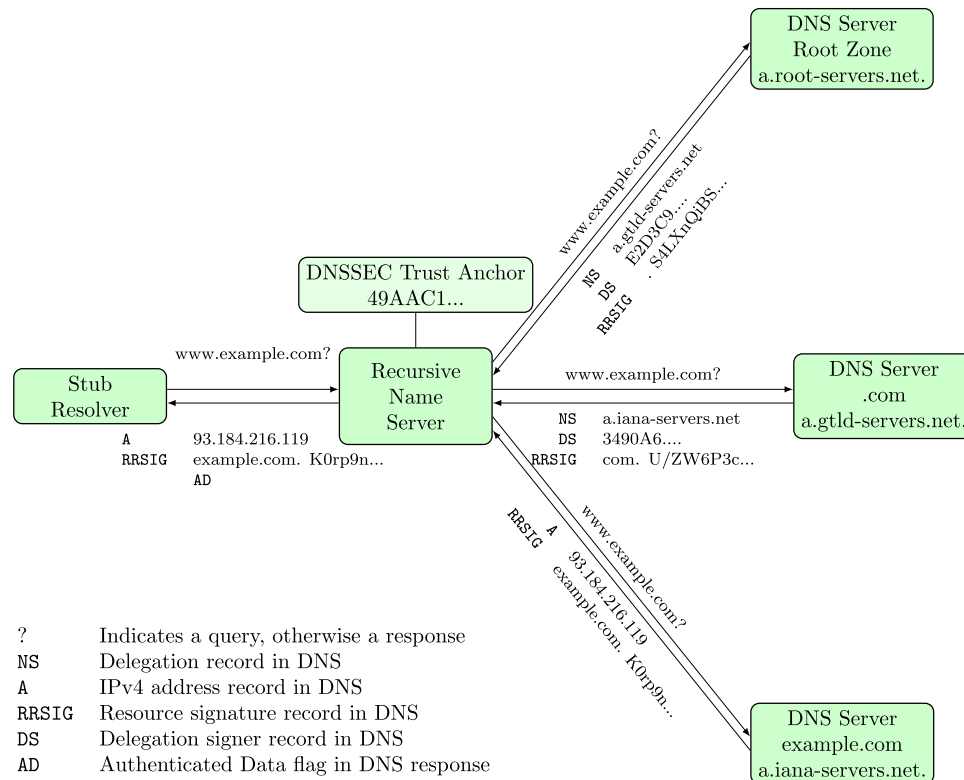 DNS Server
Root Zone
a.root-servers.net.
www.example.com?
NS a.gtld-servers.net
DS E2D3C9....
RRSIG . S4LXnQiBS...
DNSSEC Trust Anchor
49AAC1...
www.example.com?
Stub
Resolver
Recursive
Name
Server
www.example.com?
DNS Server
.com
a.gtld-servers.net.
A 93.184.216.119
RRSIG example.com. K0rp9n...
AD
NS a.iana-servers.net
DS 3490A6....
RRSIG com. U/ZW6P3c...
www.example.com?
A 93.184.216.119
RRSIG example.com. K0rp9n...
DNS Server
example.com
a.iana-servers.net.
? Indicates a query, otherwise a response
NS Delegation record in DNS
A IPv4 address record in DNS
RRSIG Resource signature record in DNS
DS Delegation signer record in DNS
AD Authenticated Data flag in DNS response